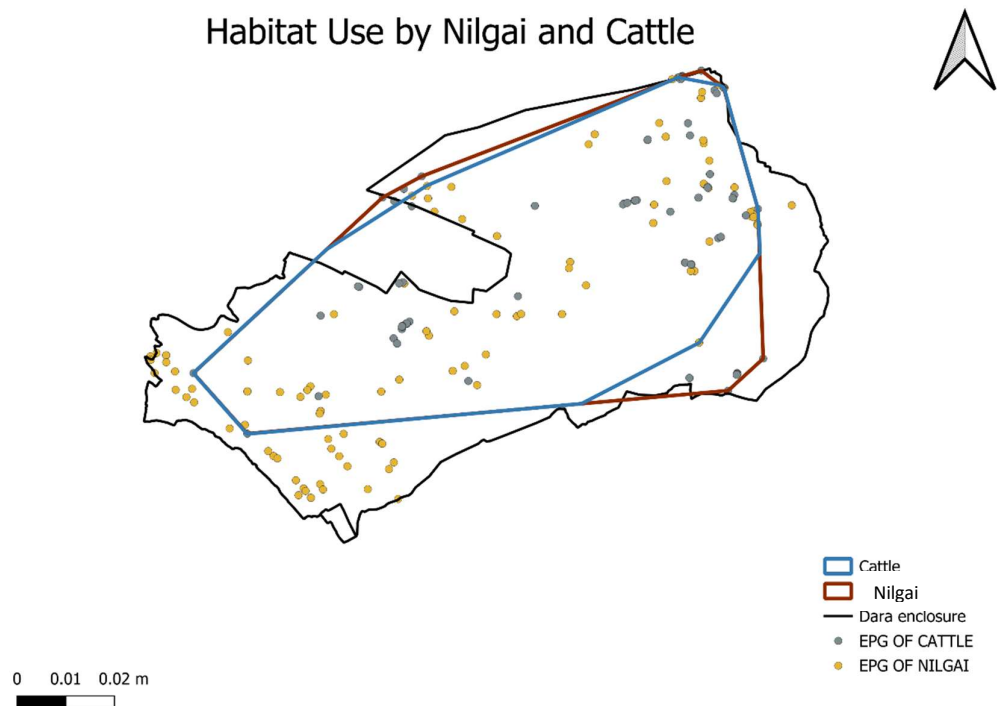 Habitat Use by Nilgai and Cattle
Cattle
Nilgai
Dara enclosure
EPG OF CATTLE
EPG OF NILGAI
0 0.01 0.02 m